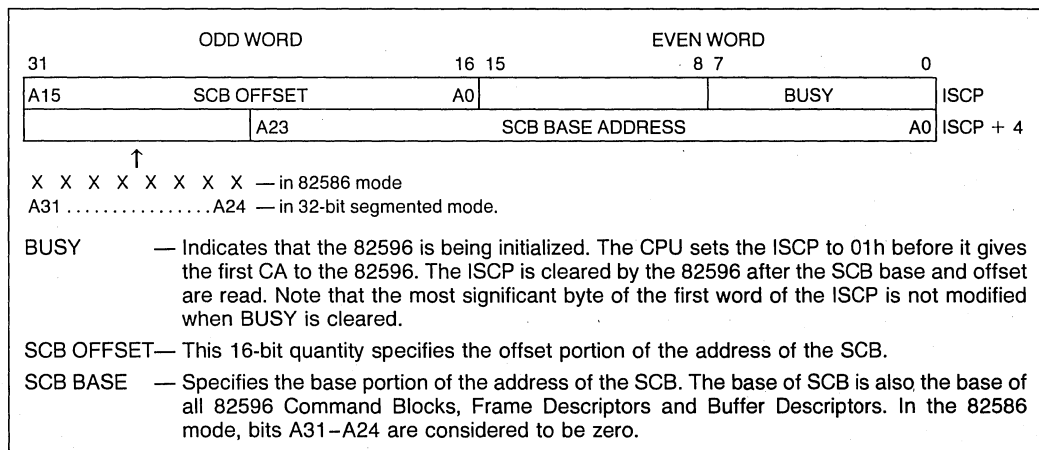 ODD WORD EVEN WORD
31 16 15 8 7 0
A15 SCB OFFSET A0 BUSY ISCP
A23 SCB BASE ADDRESS A0 ISCP + 4
↑
X X X X X X X X — in 82586 mode
A31 ................ A24 — in 32-bit segmented mode.
BUSY — Indicates that the 82596 is being initialized. The CPU sets the ISCP to 01h before it gives
the first CA to the 82596. The ISCP is cleared by the 82596 after the SCB base and offset
are read. Note that the most significant byte of the first word of the ISCP is not modified
when BUSY is cleared.
SCB OFFSET— This 16-bit quantity specifies the offset portion of the address of the SCB.
SCB BASE — Specifies the base portion of the address of the SCB. The base of SCB is also the base of
all 82596 Command Blocks, Frame Descriptors and Buffer Descriptors. In the 82586
mode, bits A31–A24 are considered to be zero.